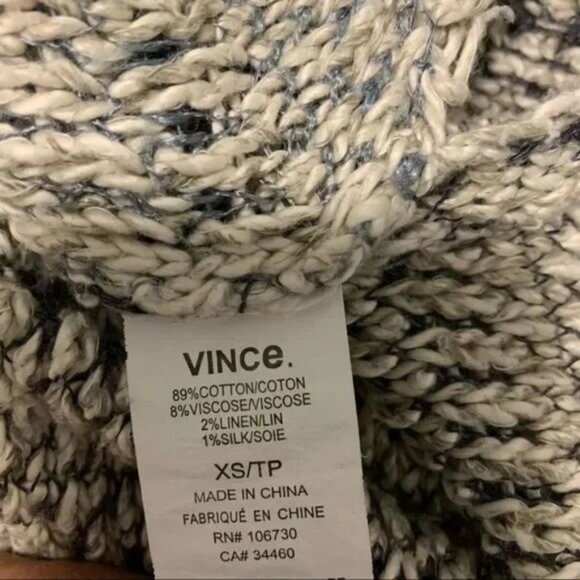 VINCE.
89%COTTON/COTON
8%VISCOSE/VISCOSE
2%LINEN/LIN
1%SILK/SOIE
XS/TP
MADE IN CHINA
FABRIQUÉ EN CHINE
RN# 106730
CA# 34460